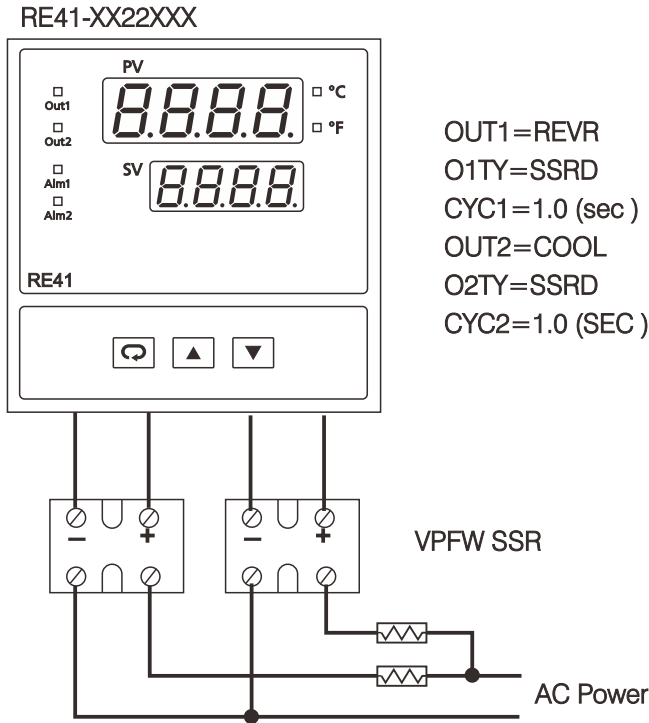 RE41-XX22XXX
PV
8.8.8.8.
Out1
°C
Out2
°F
SV
8.8.8.8.
Alm1
Alm2
RE41
OUT1=REVR
O1TY=SSRD
CYC1=1.0 (sec )
OUT2=COOL
O2TY=SSRD
CYC2=1.0 (SEC )
− + − +
VPFW SSR
AC Power